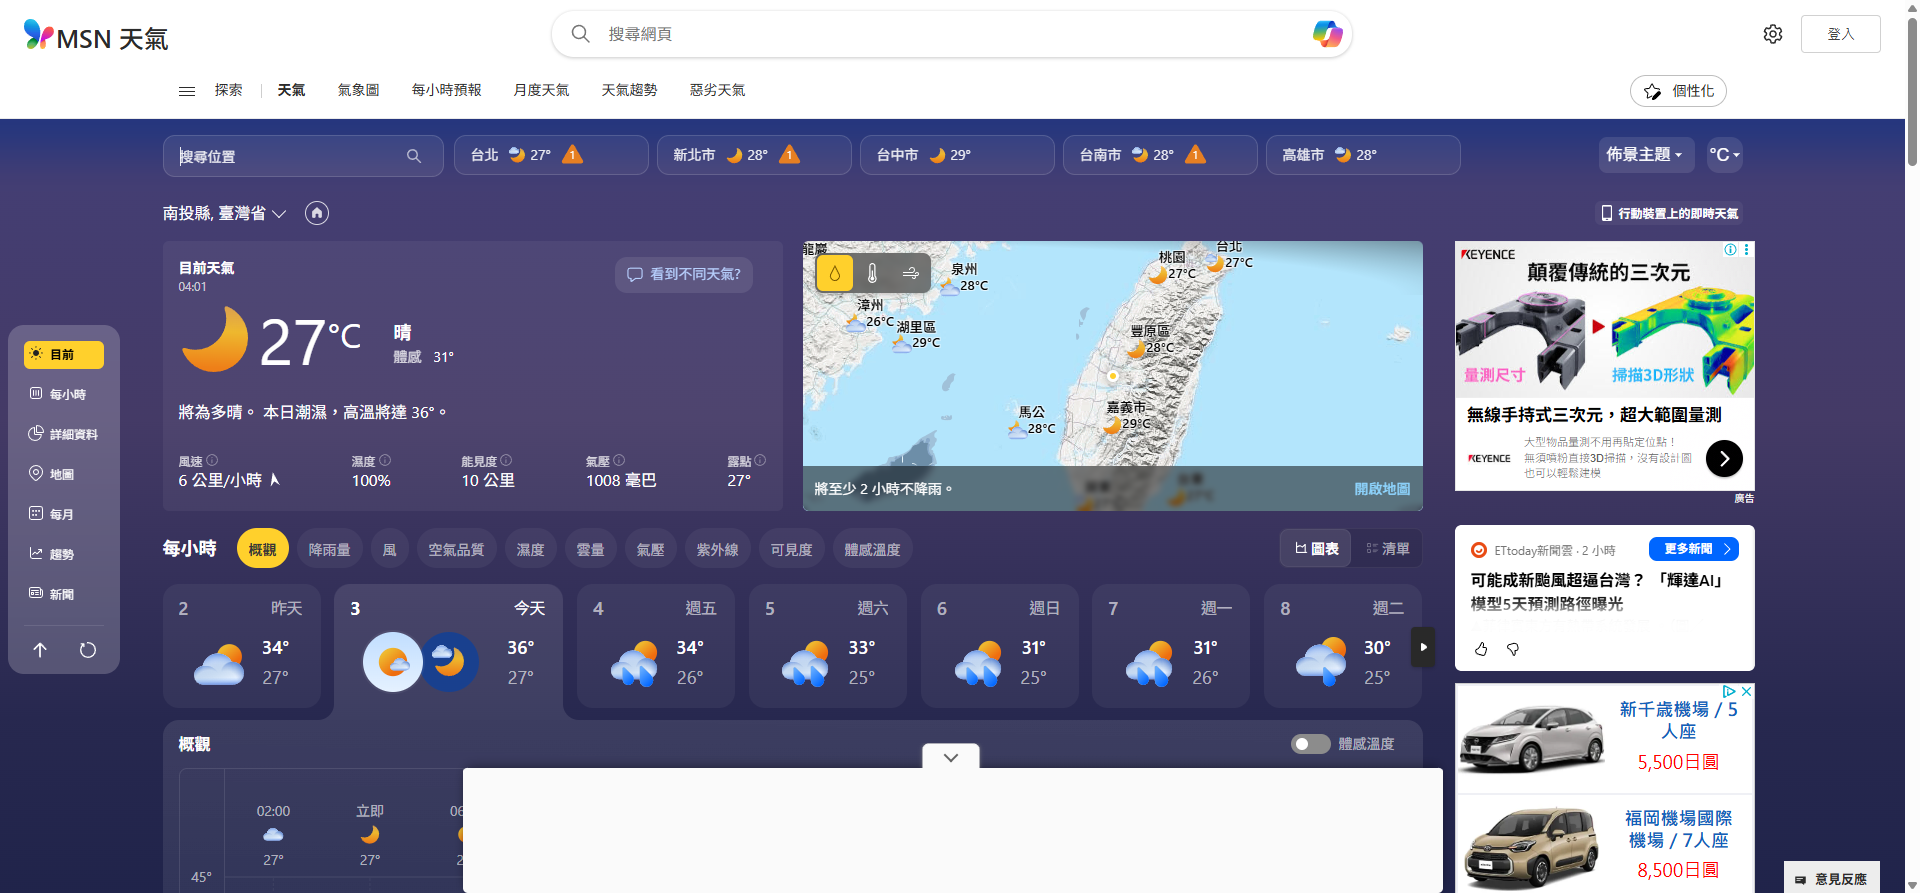 MSN 天氣
搜尋網頁
登入
探索
天氣
氣象圖
每小時預報
月度天氣
天氣趨勢
惡劣天氣
個性化
搜尋位置
台北 27° 1
新北市 28° 1
台中市 29°
台南市 28° 1
高雄市 28°
佈景主題
°C
南投縣, 臺灣省
行動裝置上的即時天氣
目前
每小時
詳細資料
地圖
每月
趨勢
新聞
目前天氣
04:01
看到不同天氣?
27°C
晴
體感 31°
將為多晴。 本日潮濕，高溫將達 36°。
風速 濕度 能見度 氣壓 露點
6 公里/小時 100% 10 公里 1008 毫巴 27°
龍巖
泉州
28°C
漳州
26°C
湖里區
29°C
桃園
27°C
台北
27°C
豐原區
28°C
馬公
28°C
嘉義市
29°C
將至少 2 小時不降雨。
開啟地圖
KEYENCE
顛覆傳統的三次元
量測尺寸
掃描3D形狀
無線手持式三次元，超大範圍量測
KEYENCE
大型物品量測不用再貼定位點！
無須噴粉直接3D掃描，沒有設計圖
也可以輕鬆建模
廣告
每小時
概觀
降雨量
風
空氣品質
濕度
雲量
氣壓
紫外線
可見度
體感溫度
圖表
清單
2 昨天
34°
27°
3 今天
36°
27°
4 週五
34°
26°
5 週六
33°
25°
6 週日
31°
25°
7 週一
31°
26°
8 週二
30°
25°
ETtoday新聞雲 · 2 小時
更多新聞
可能成新颱風超逼台灣？ 「輝達AI」
模型5天預測路徑曝光
概觀
體感溫度
02:00
立即
27°
27°
45°
新千歲機場 / 5
人座
5,500日圓
福岡機場國際
機場 / 7人座
8,500日圓
意見反應